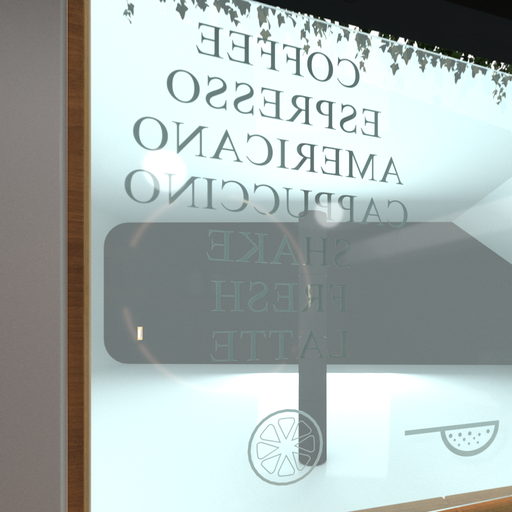 COFFEE
ESPRESSO
AMERICANO
CAPPUCCINO
SHAKE
FRESH
LATTE